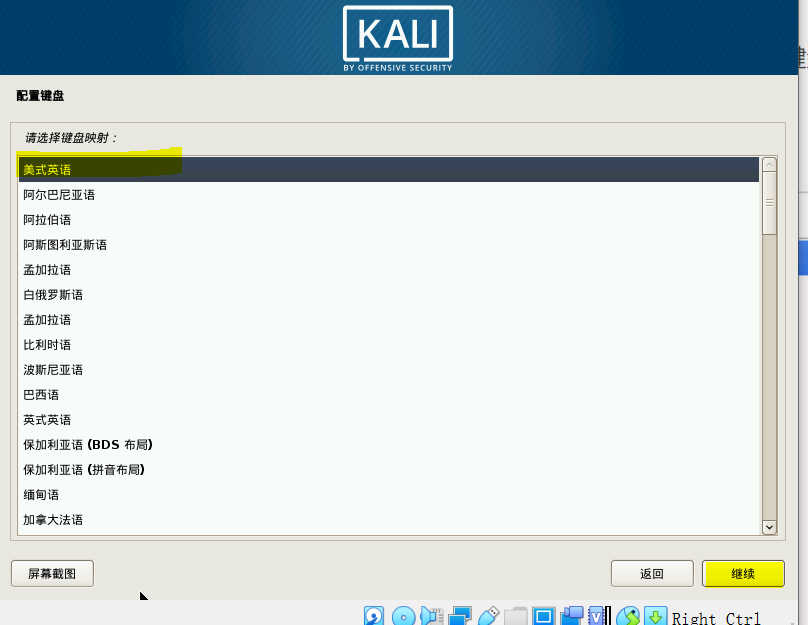 KALI
BY OFFENSIVE SECURITY
配置键盘
请选择键盘映射：
美式英语
阿尔巴尼亚语
阿拉伯语
阿斯图利亚斯语
孟加拉语
白俄罗斯语
孟加拉语
比利时语
波斯尼亚语
巴西语
英式英语
保加利亚语 (BDS 布局)
保加利亚语 (拼音布局)
缅甸语
加拿大法语
屏幕截图
返回
继续
Right Ctrl